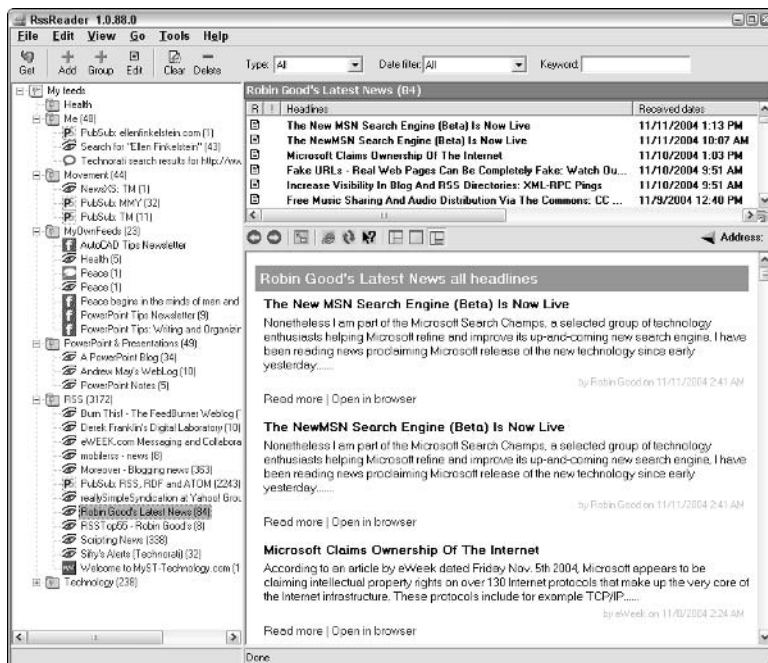 RssReader 1.0.88.0
File Edit View Go Tools Help
Get Add Group Edit Clear Delete Type: All Date filter: All Keyword:
My feeds
Health
Me (48)
PubSub: ellenfinkelstein.com (1)
Search for "Ellen Finkelstein" (43)
Technorati search results for http://ww
Movement (44)
NewsXS: TM (1)
PubSub: MMY (32)
PubSub: TM (11)
MyOwnFeeds (23)
AutoCAD Tips Newsletter
Health (5)
Peace (1)
Peace (1)
Peace begins in the minds of men and
PowerPoint Tips Newsletter (9)
PowerPoint Tips: Writing and Organizin
PowerPoint & Presentations (49)
A PowerPoint Blog (34)
Andrew May's WebLog (10)
PowerPoint Notes (5)
RSS (3172)
Burn This! - The FeedBurner Weblog (
Derek Franklin's Digital Laboratory (10)
eWEEK.com Messaging and Collabora
mobilerss - news (8)
Moreover - Blogging news (363)
PubSub: RSS, RDF and ATOM (2243)
reallySimpleSyndication at Yahoo! Grou
Robin Good's Latest News (84)
RSSTop55 - Robin Good's (8)
Scripting News (338)
Sifry's Alerts (Technorati) (32)
Welcome to MyST-Technology.com (1
Technology (238)
Robin Good's Latest News (84)
R ! Headlines Received dates
The New MSN Search Engine (Beta) Is Now Live 11/11/2004 1:13 PM
The NewMSN Search Engine (Beta) Is Now Live 11/11/2004 10:07 AM
Microsoft Claims Ownership Of The Internet 11/10/2004 1:03 PM
Fake URLs - Real Web Pages Can Be Completely Fake: Watch Ou... 11/10/2004 9:51 AM
Increase Visibility In Blog And RSS Directories: XML-RPC Pings 11/10/2004 9:51 AM
Free Music Sharing And Audio Distribution Via The Commons: CC ... 11/9/2004 12:40 PM
Address:
Robin Good's Latest News all headlines
The New MSN Search Engine (Beta) Is Now Live
Nonetheless I am part of the Microsoft Search Champs, a selected group of technology
enthusiasts helping Microsoft refine and improve its up-and-coming new search engine, I have
been reading news proclaiming Microsoft release of the new technology since early
yesterday......
by Robin Good on 11/11/2004 2:41 AM
Read more | Open in browser
The NewMSN Search Engine (Beta) Is Now Live
Nonetheless I am part of the Microsoft Search Champs, a selected group of technology
enthusiasts helping Microsoft refine and improve its up-and-coming new search engine, I have
been reading news proclaiming Microsoft release of the new technology since early
yesterday......
by Robin Good on 11/11/2004 2:41 AM
Read more | Open in browser
Microsoft Claims Ownership Of The Internet
According to an article by eWeek dated Friday Nov. 5th 2004, Microsoft appears to be
claiming intellectual property rights on over 130 Internet protocols that make up the very core of
the Internet infrastructure. These protocols include for example TCP/IP......
by eWeek on 11/8/2004 2:24 AM
Read more | Open in browser
Done